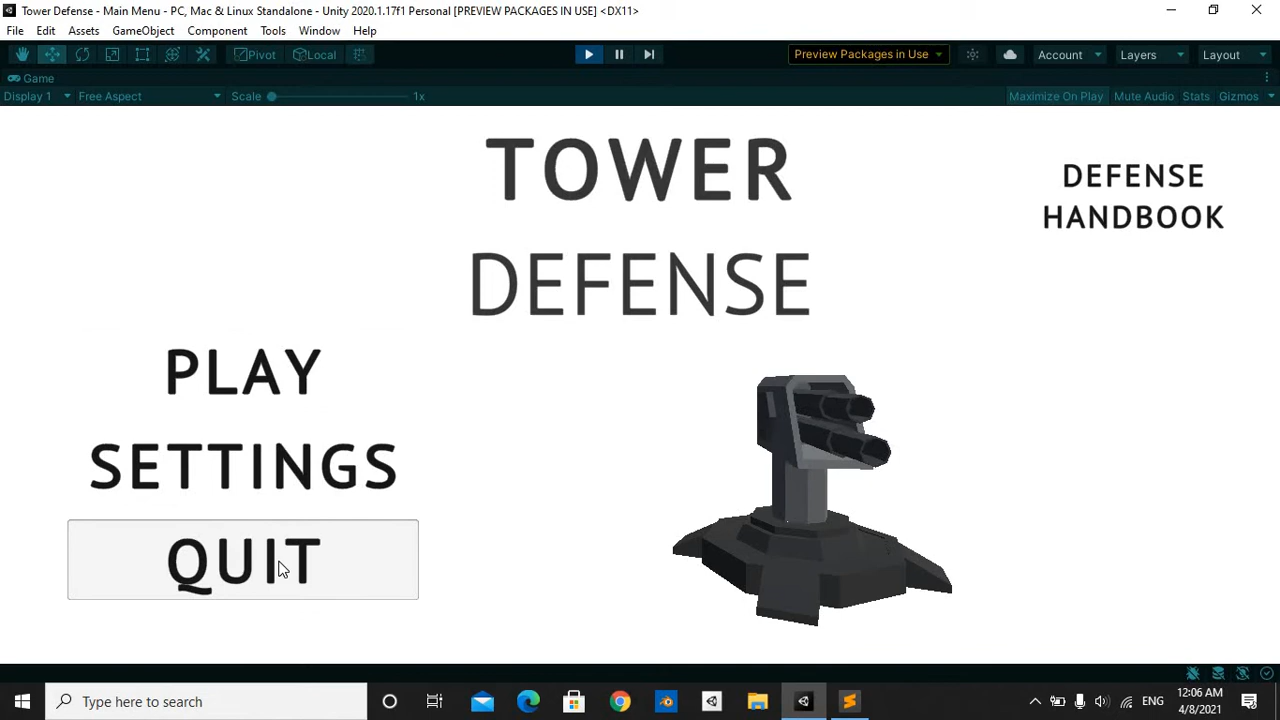 Tower Defense - Main Menu - PC, Mac & Linux Standalone - Unity 2020.1.17f1 Personal [PREVIEW PACKAGES IN USE] <DX11>
File Edit Assets GameObject Component Tools Window Help
Pivot Local Preview Packages in Use Account Layers Layout
Game
Display 1 Free Aspect Scale 1x Maximize On Play Mute Audio Stats Gizmos
TOWER
DEFENSE
DEFENSE
HANDBOOK
PLAY
SETTINGS
QUIT
Type here to search
ENG
12:06 AM
4/8/2021